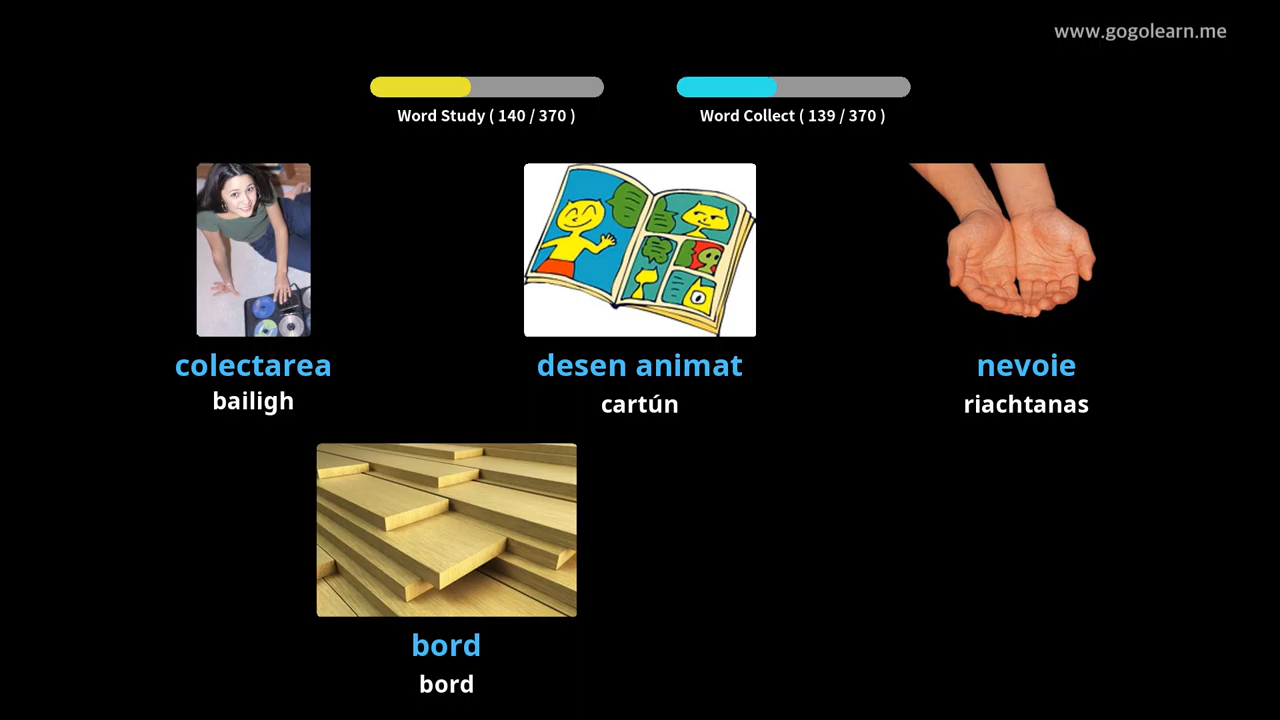 www.gogolearn.me
Word Study ( 140 / 370 )
Word Collect ( 139 / 370 )
colectarea
bailigh
desen animat
cartún
nevoie
riachtanas
bord
bord